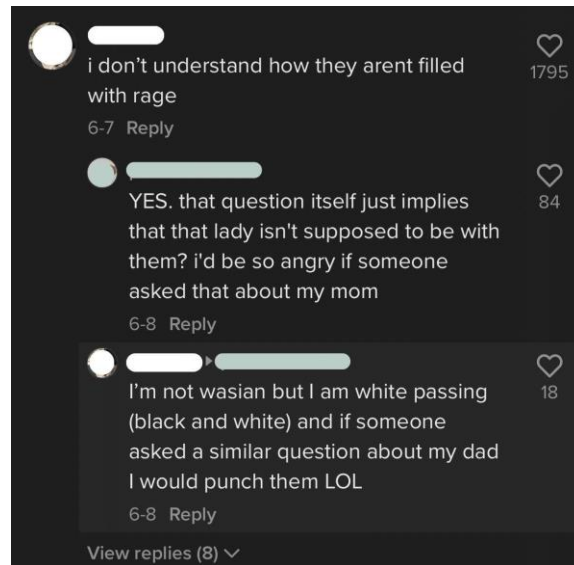 i don't understand how they arent filled
with rage
1795
6-7 Reply
YES. that question itself just implies
that that lady isn't supposed to be with
them? i'd be so angry if someone
asked that about my mom
84
6-8 Reply
I'm not wasian but I am white passing
(black and white) and if someone
asked a similar question about my dad
I would punch them LOL
18
6-8 Reply
View replies (8)